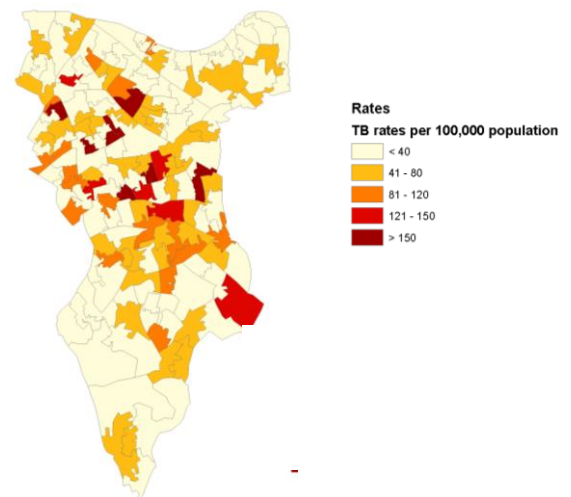 Rates
TB rates per 100,000 population
< 40
41 - 80
81 - 120
121 - 150
> 150